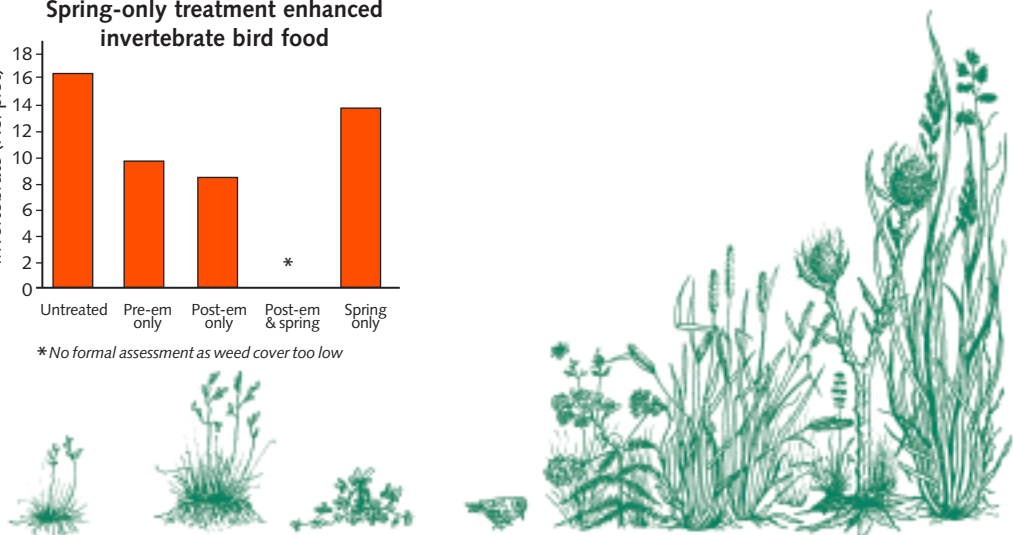 Spring-only treatment enhanced
invertebrate bird food
18
16
14
12
10
8
6
4
2
0
*
Untreated
Pre-em
only
Post-em
only
Post-em
& spring
Spring
only
*No formal assessment as weed cover too low